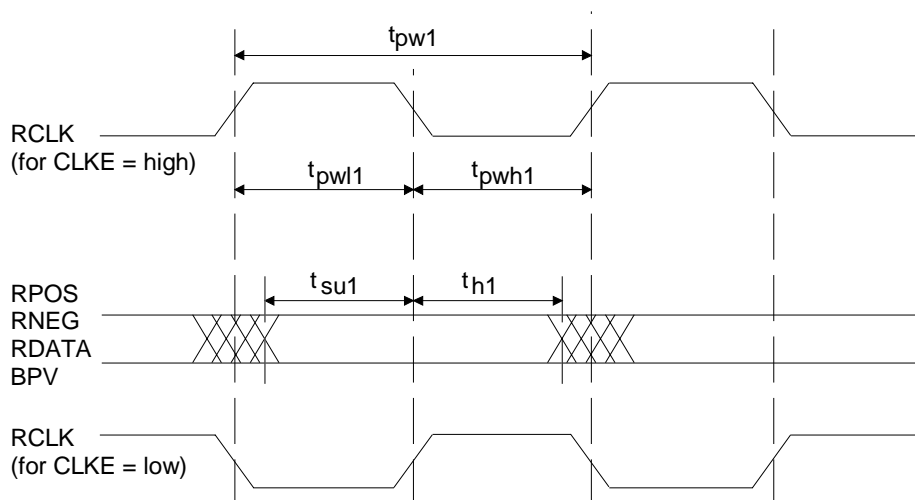 tpw1
RCLK
(for CLKE = high)
tpwl1
tpwh1
tsu1
th1
RPOS
RNEG
RDATA
BPV
RCLK
(for CLKE = low)